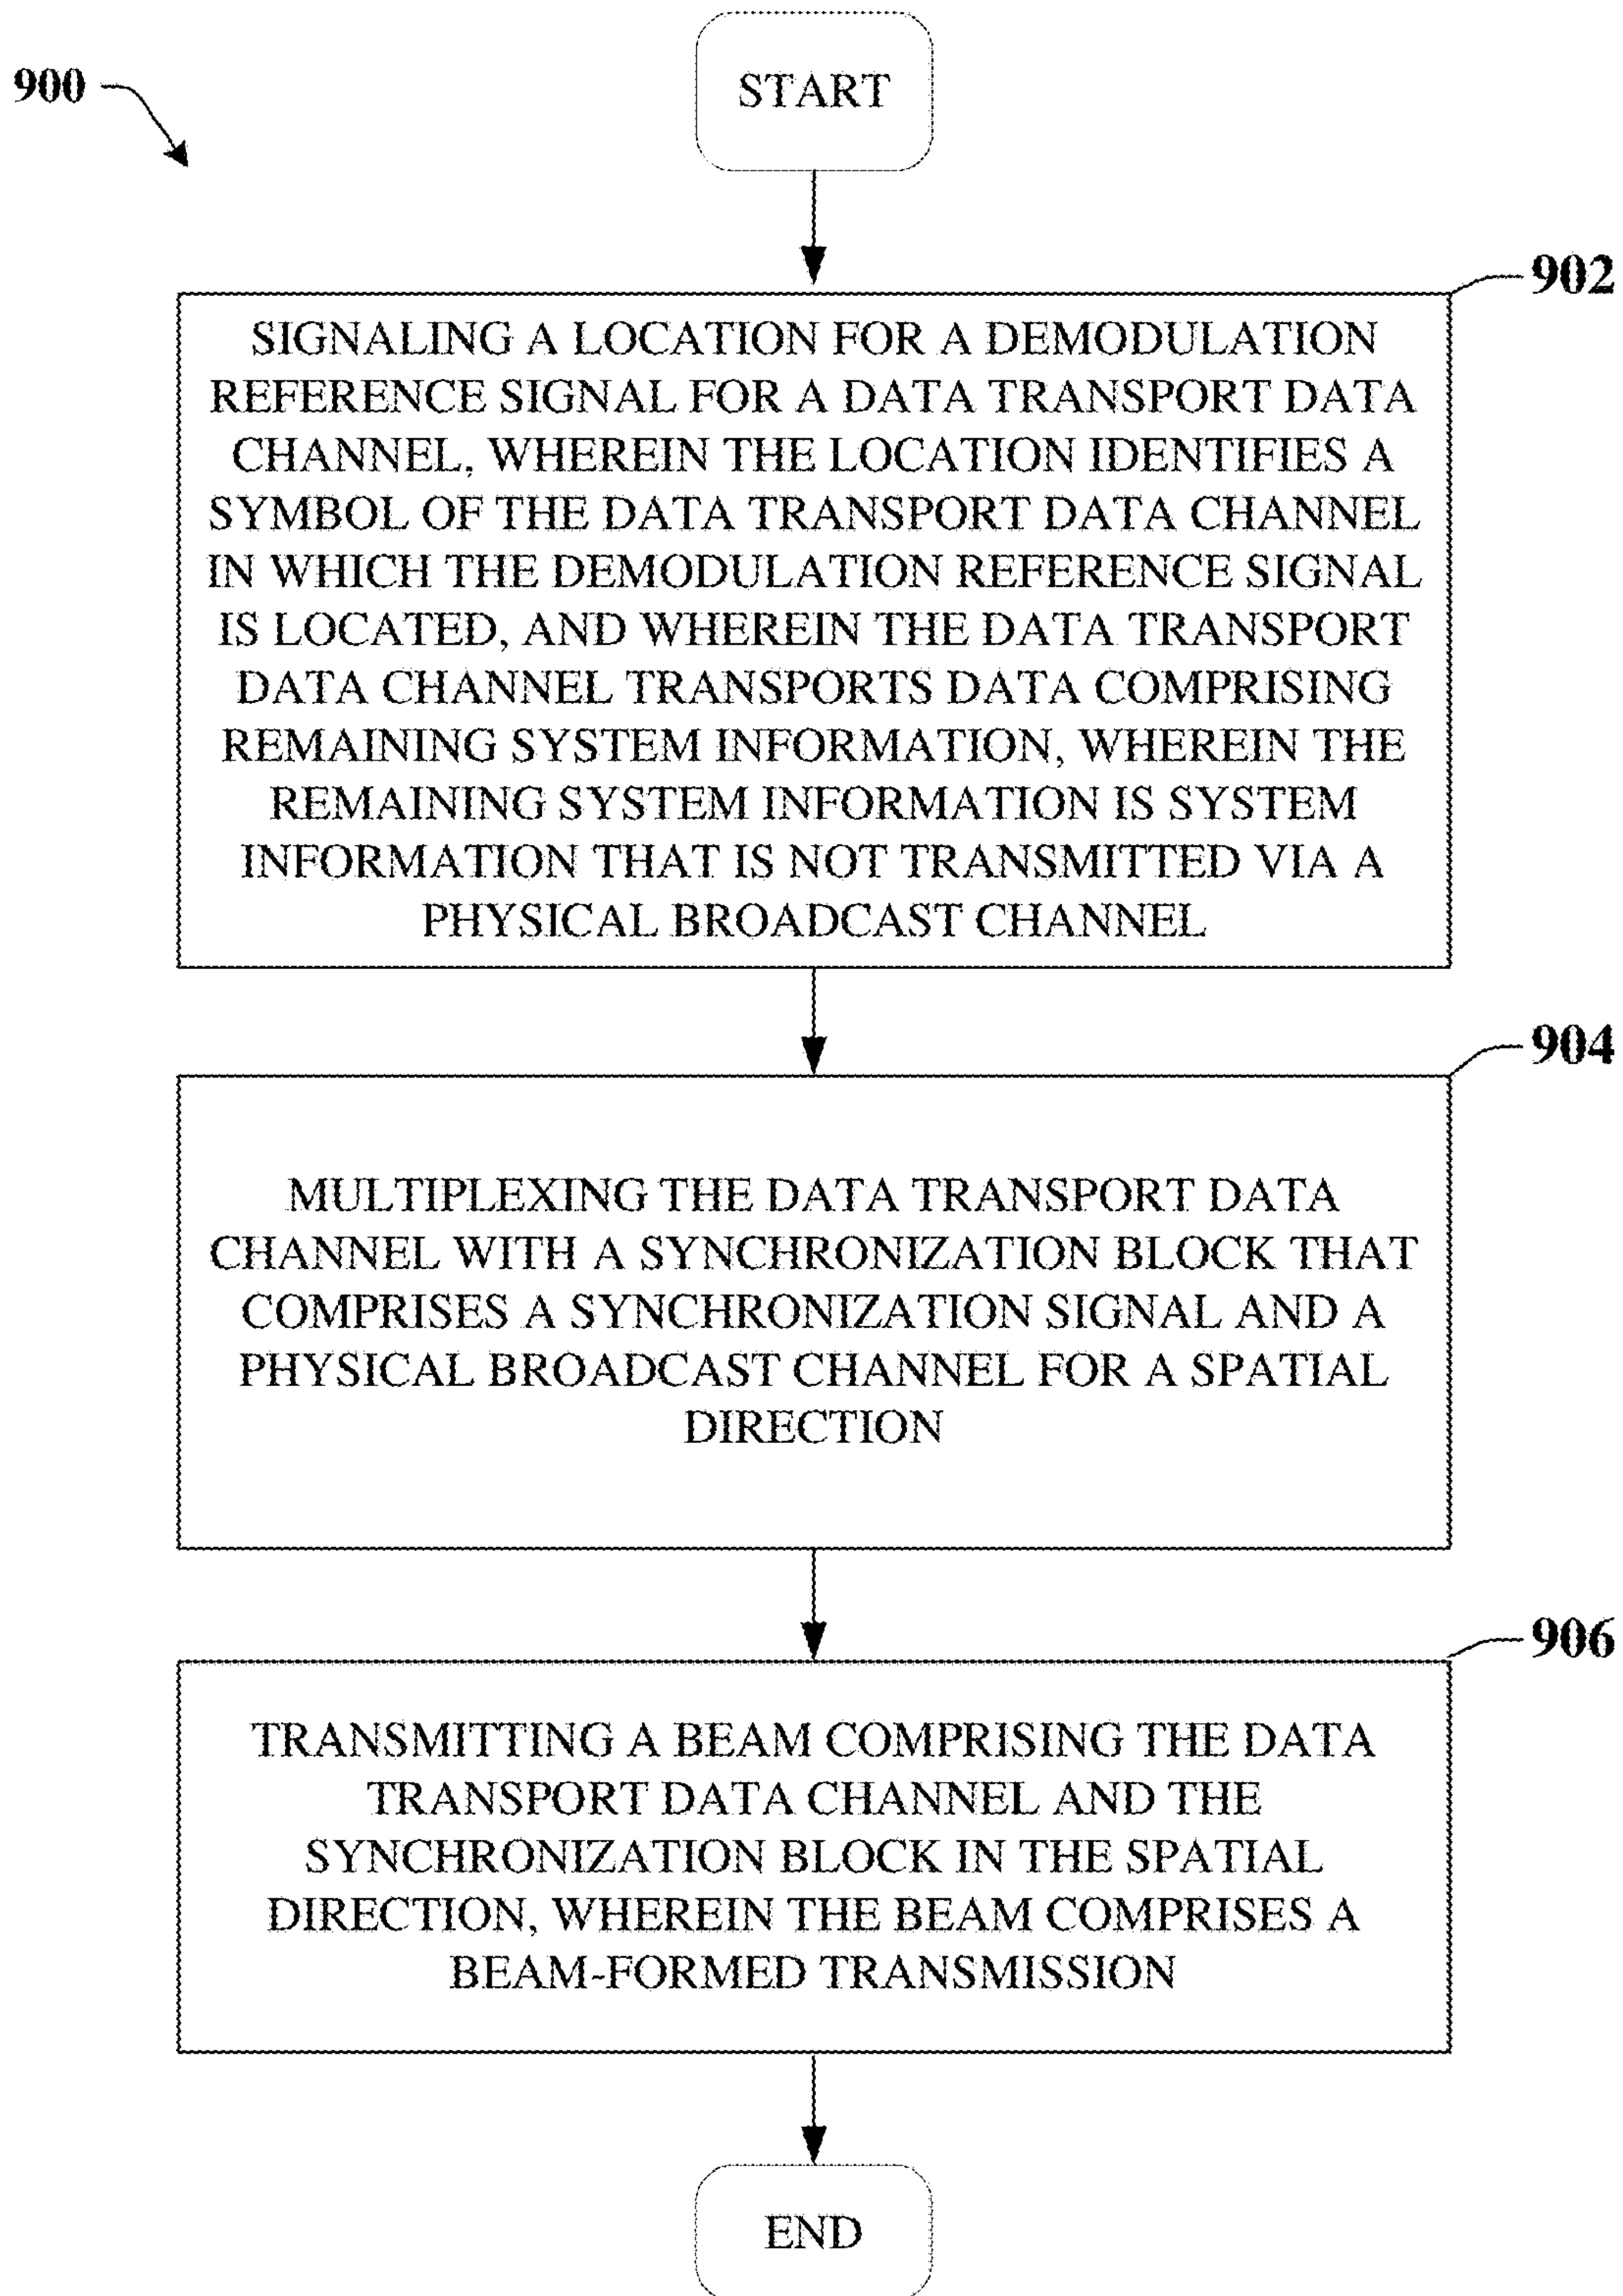 900
START
902
SIGNALING A LOCATION FOR A DEMODULATION
REFERENCE SIGNAL FOR A DATA TRANSPORT DATA
CHANNEL, WHEREIN THE LOCATION IDENTIFIES A
SYMBOL OF THE DATA TRANSPORT DATA CHANNEL
IN WHICH THE DEMODULATION REFERENCE SIGNAL
IS LOCATED, AND WHEREIN THE DATA TRANSPORT
DATA CHANNEL TRANSPORTS DATA COMPRISING
REMAINING SYSTEM INFORMATION, WHEREIN THE
REMAINING SYSTEM INFORMATION IS SYSTEM
INFORMATION THAT IS NOT TRANSMITTED VIA A
PHYSICAL BROADCAST CHANNEL
904
MULTIPLEXING THE DATA TRANSPORT DATA
CHANNEL WITH A SYNCHRONIZATION BLOCK THAT
COMPRISES A SYNCHRONIZATION SIGNAL AND A
PHYSICAL BROADCAST CHANNEL FOR A SPATIAL
DIRECTION
906
TRANSMITTING A BEAM COMPRISING THE DATA
TRANSPORT DATA CHANNEL AND THE
SYNCHRONIZATION BLOCK IN THE SPATIAL
DIRECTION, WHEREIN THE BEAM COMPRISES A
BEAM-FORMED TRANSMISSION
END